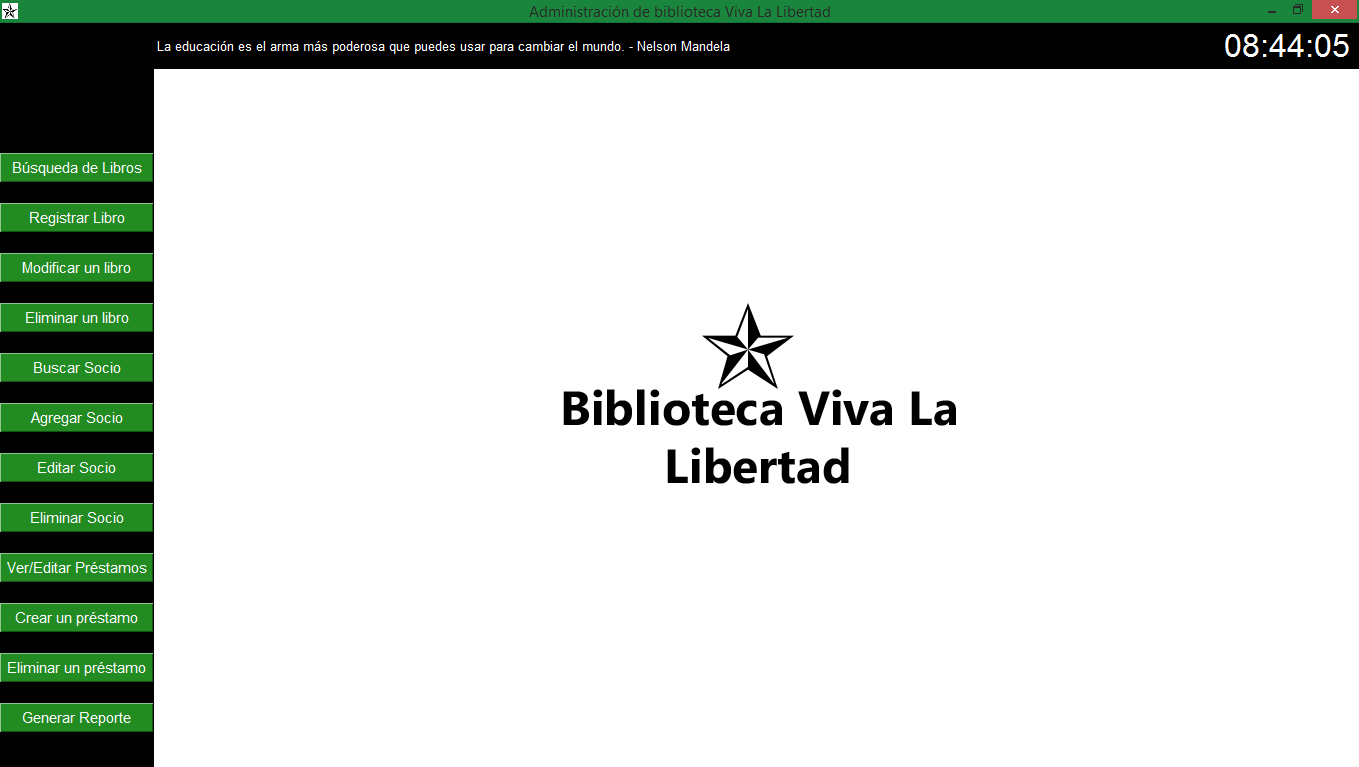 Administración de biblioteca Viva La Libertad
La educación es el arma más poderosa que puedes usar para cambiar el mundo. - Nelson Mandela
08:44:05
Búsqueda de Libros
Registrar Libro
Modificar un libro
Eliminar un libro
Buscar Socio
Agregar Socio
Editar Socio
Eliminar Socio
Ver/Editar Préstamos
Crear un préstamo
Eliminar un préstamo
Generar Reporte
Biblioteca Viva La
Libertad